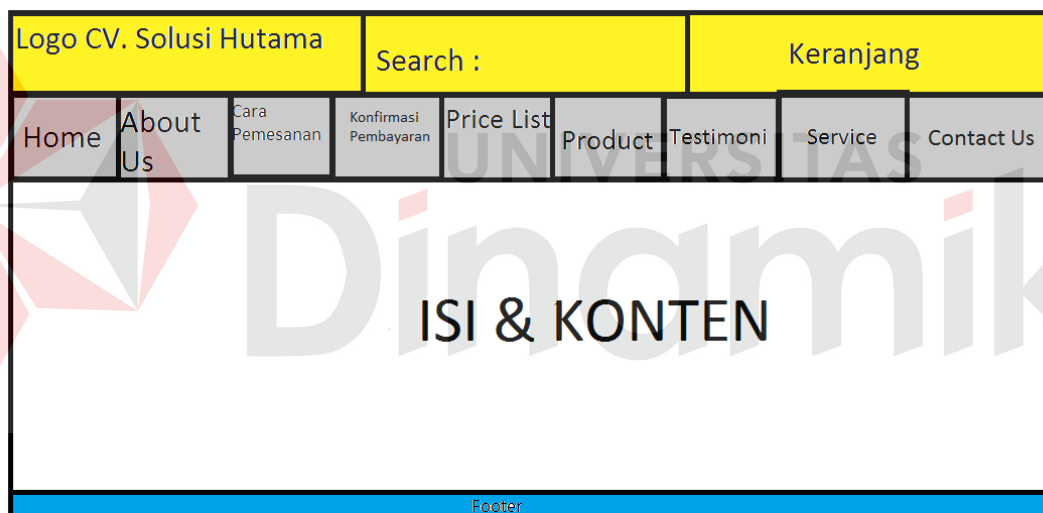 Logo CV. Solusi Hutama
Search :
Keranjang
Home
About
Us
Cara
Pemesanan
Konfirmasi
Pembayaran
Price List
Product
Testimoni
Service
Contact Us
UNIVERSITAS
Dinamik
ISI & KONTEN
Footer